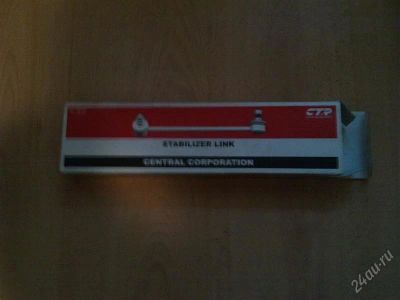 CTR
STABILIZER LINK
CENTRAL CORPORATION
24au.ru